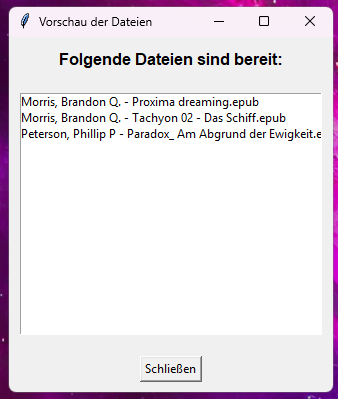 Vorschau der Dateien
Folgende Dateien sind bereit:
Morris, Brandon Q. - Proxima dreaming.epub
Morris, Brandon Q. - Tachyon 02 - Das Schiff.epub
Peterson, Phillip P - Paradox_ Am Abgrund der Ewigkeit.e
Schließen